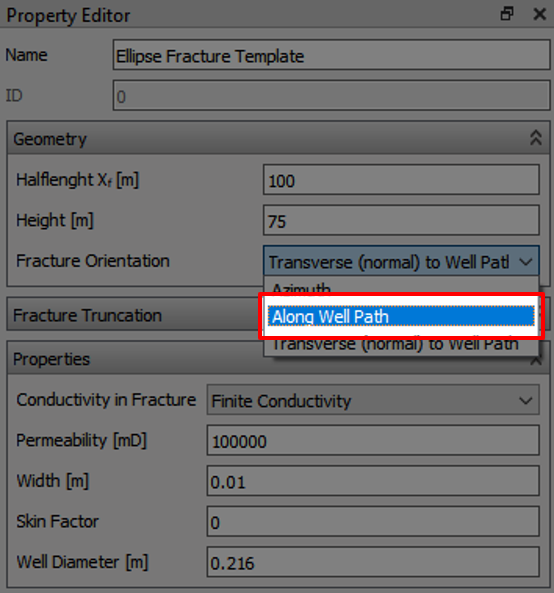 Property Editor
Name Ellipse Fracture Template
ID 0
Geometry
Halflenght Xf [m] 100
Height [m] 75
Fracture Orientation Transverse (normal) to Well Patl
Azimuth
Fracture Truncation Along Well Path
Transverse (normal) to Well Path
Properties
Conductivity in Fracture Finite Conductivity
Permeability [mD] 100000
Width [m] 0.01
Skin Factor 0
Well Diameter [m] 0.216